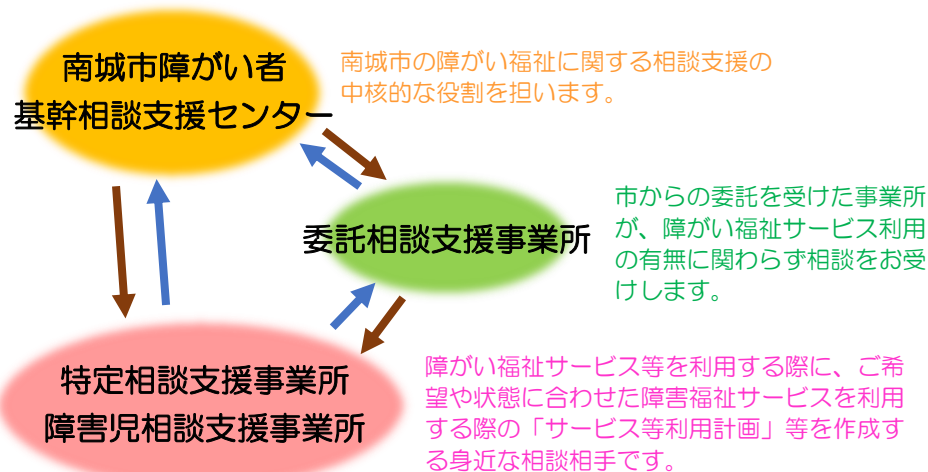 南城市障がい者
基幹相談支援センター
南城市の障がい福祉に関する相談支援の
中核的な役割を担います。
委託相談支援事業所
市からの委託を受けた事業所
が、障がい福祉サービス利用
の有無に関わらず相談をお受
けします。
特定相談支援事業所
障害児相談支援事業所
障がい福祉サービス等を利用する際に、ご希
望や状態に合わせた障害福祉サービスを利用
する際の「サービス等利用計画」等を作成す
る身近な相談相手です。